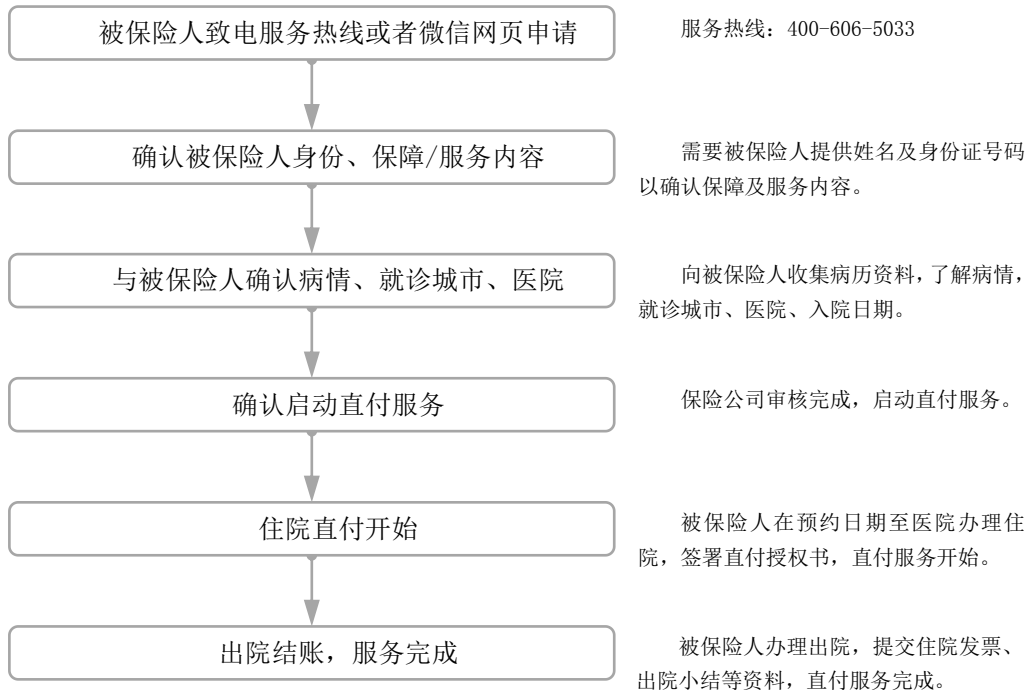 被保险人致电服务热线或者微信网页申请
服务热线：400-606-5033
确认被保险人身份、保障/服务内容
需要被保险人提供姓名及身份证号码
以确认保障及服务内容。
与被保险人确认病情、就诊城市、医院
向被保险人收集病历资料，了解病情，
就诊城市、医院、入院日期。
确认启动直付服务
保险公司审核完成，启动直付服务。
住院直付开始
被保险人在预约日期至医院办理住
院，签署直付授权书，直付服务开始。
出院结账，服务完成
被保险人办理出院，提交住院发票、
出院小结等资料，直付服务完成。